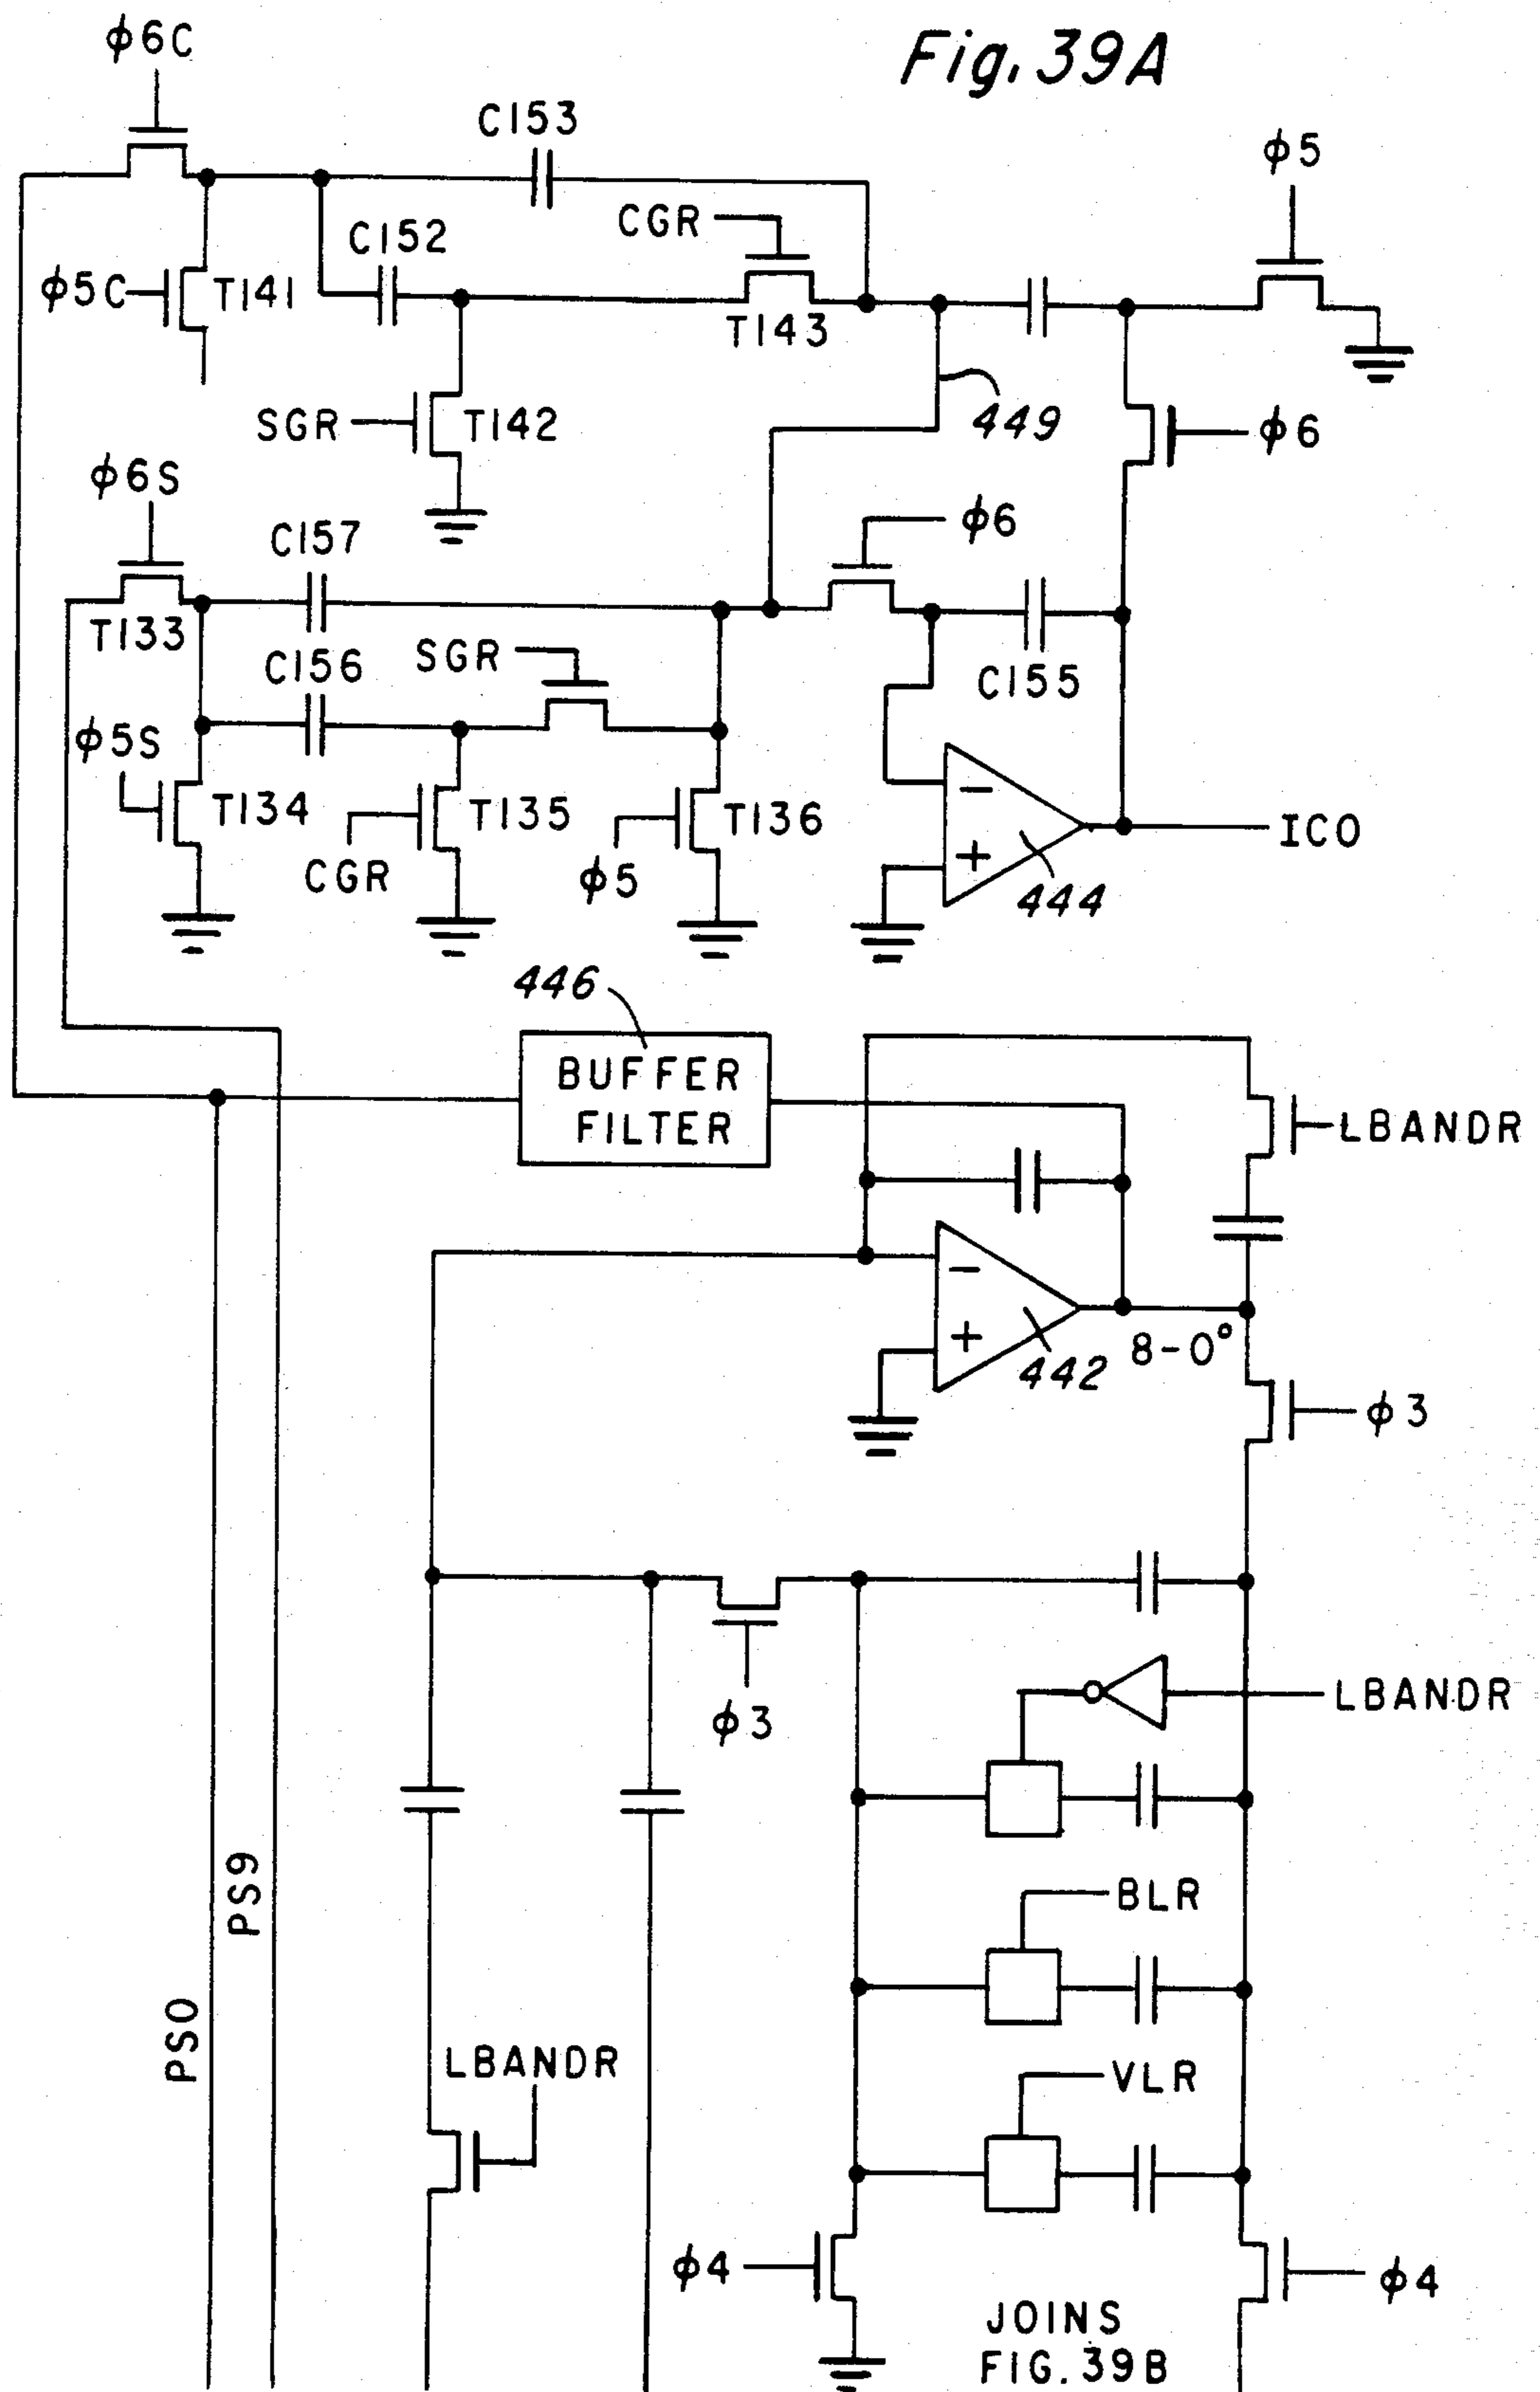 Fig. 39A
φ6C
C153
φ5
CGR
C152
φ5C
T141
T143
SGR
T142
449
φ6
φ6S
φ6
C157
T133
SGR
C156
C155
φ5S
T134
T135
T136
ICO
CGR
φ5
444
446
BUFFER
FILTER
LBANDR
8-0°
442
φ3
φ3
LBANDR
PS9
BLR
PS0
LBANDR
VLR
φ4
φ4
JOINS
FIG. 39B